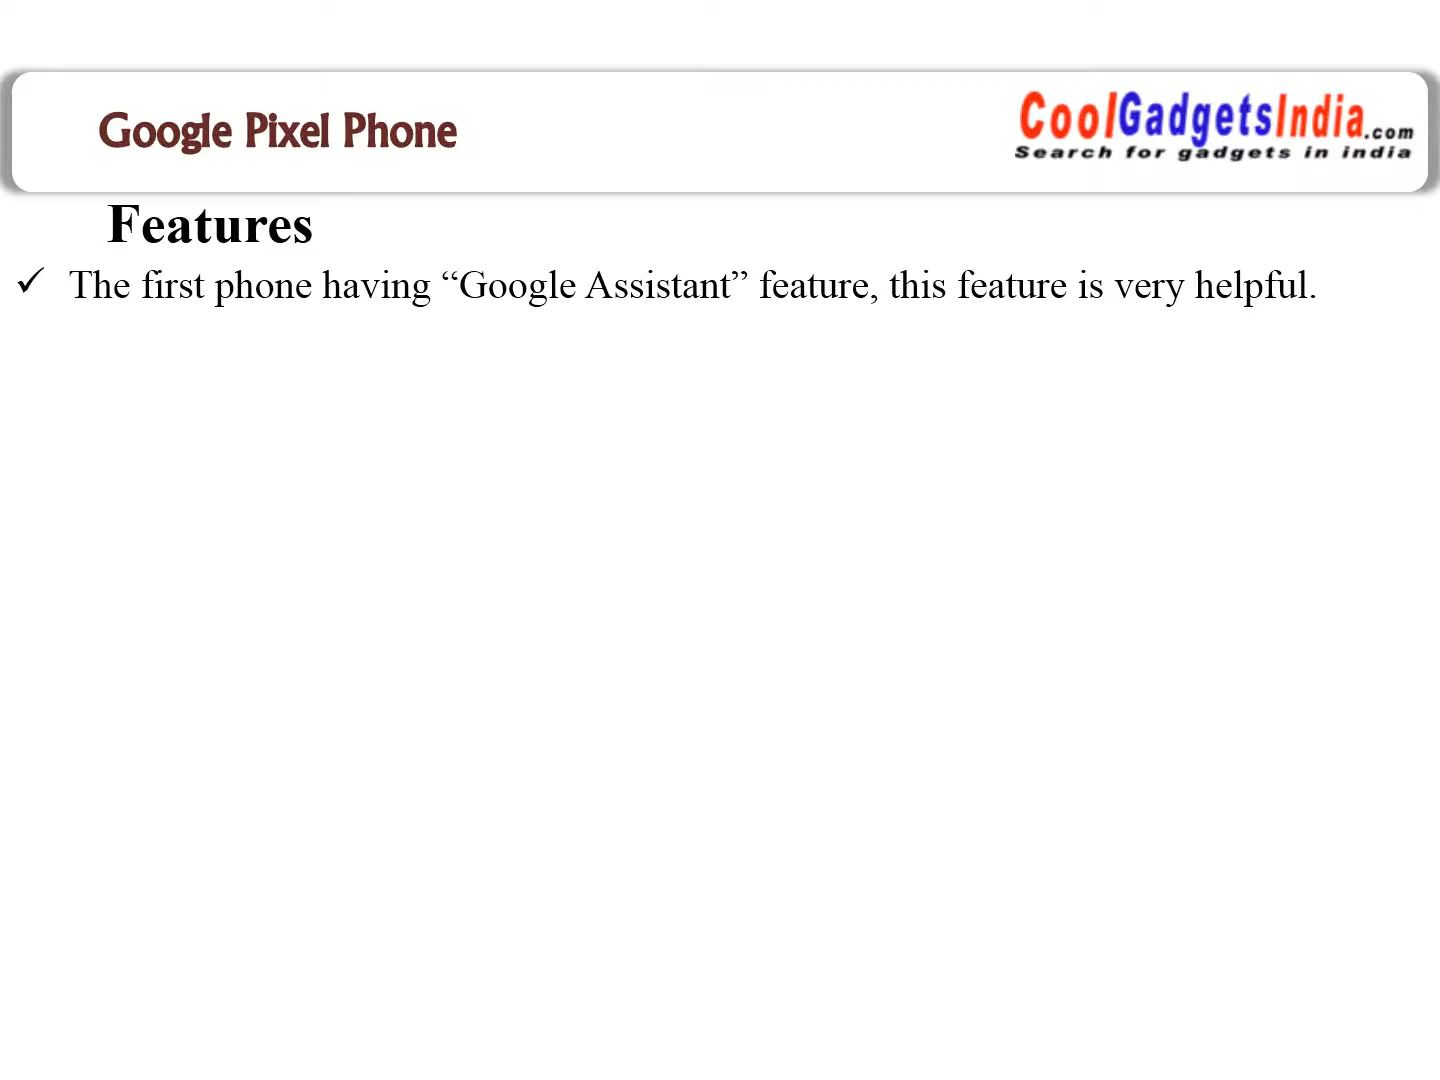 Google Pixel Phone
CoolGadgetsIndia.com
Search for gadgets in india
Features
✓ The first phone having “Google Assistant” feature, this feature is very helpful.